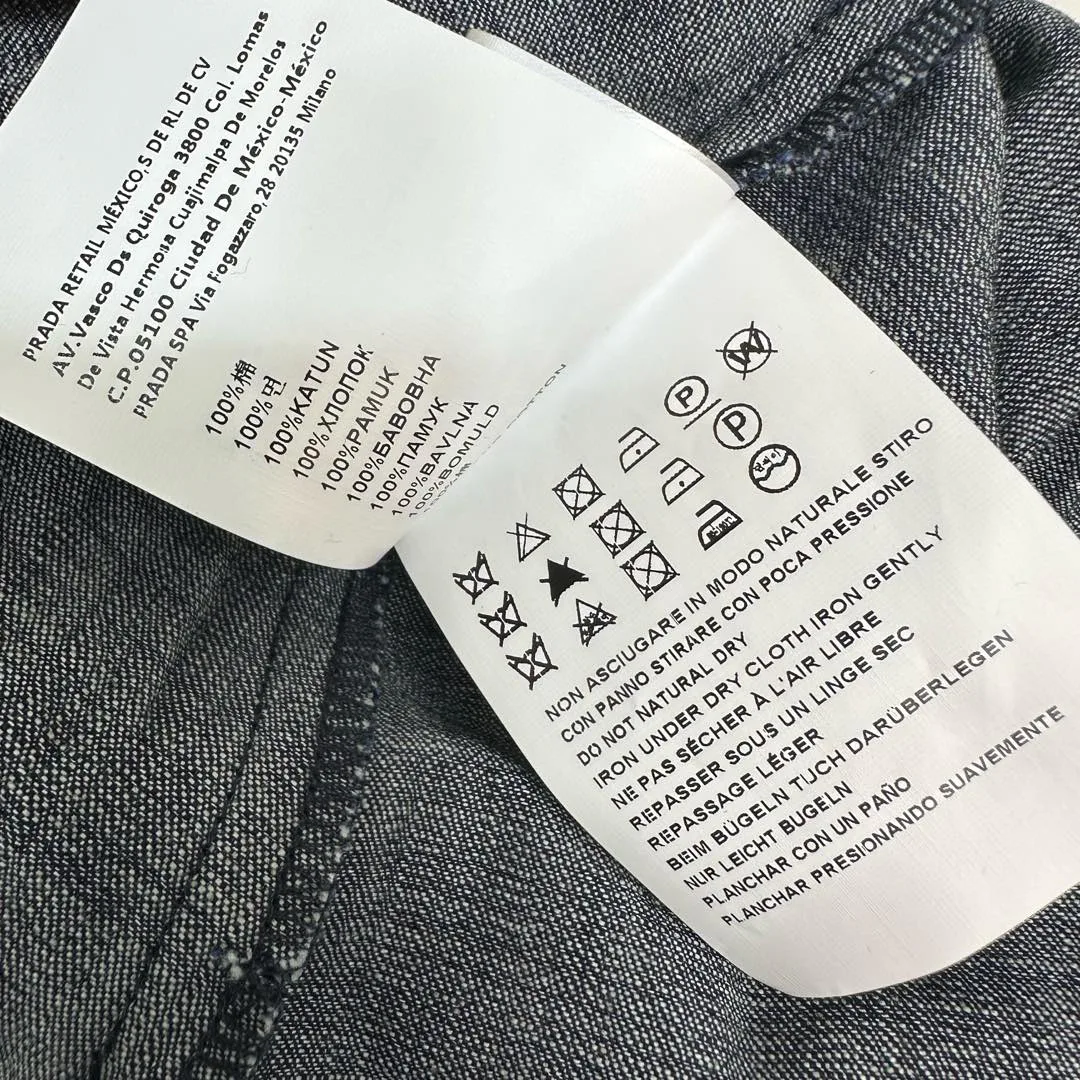 PRADA RETAIL MÉXICO,S DE RL DE CV
AV.Vasco Ds Quiroga 3800 Col. Lomas
De Vista Hermosa Cuajimalpa De Morelos
C.P.05100 Ciudad De México-México
PRADA SPA Via Fogazzaro,28 20135 Milano
100%棉
100%면
100%KATUN
100%ХЛОПОК
100%PAMUK
100%БАВОВНА
100%ПАМУК
100%BAVLNA
100%BOMULD
NON ASCIUGARE IN MODO NATURALE STIRO
CON PANNO STIRARE CON POCA PRESSIONE
DO NOT NATURAL DRY
IRON UNDER DRY CLOTH IRON GENTLY
NE PAS SÉCHER À L'AIR LIBRE
REPASSER SOUS UN LINGE SEC
REPASSAGE LÉGER
BEIM BÜGELN TUCH DARÜBERLEGEN
NUR LEICHT BUGELN
PLANCHAR CON UN PAÑO
PLANCHAR PRESIONANDO SUAVEMENTE
P
P